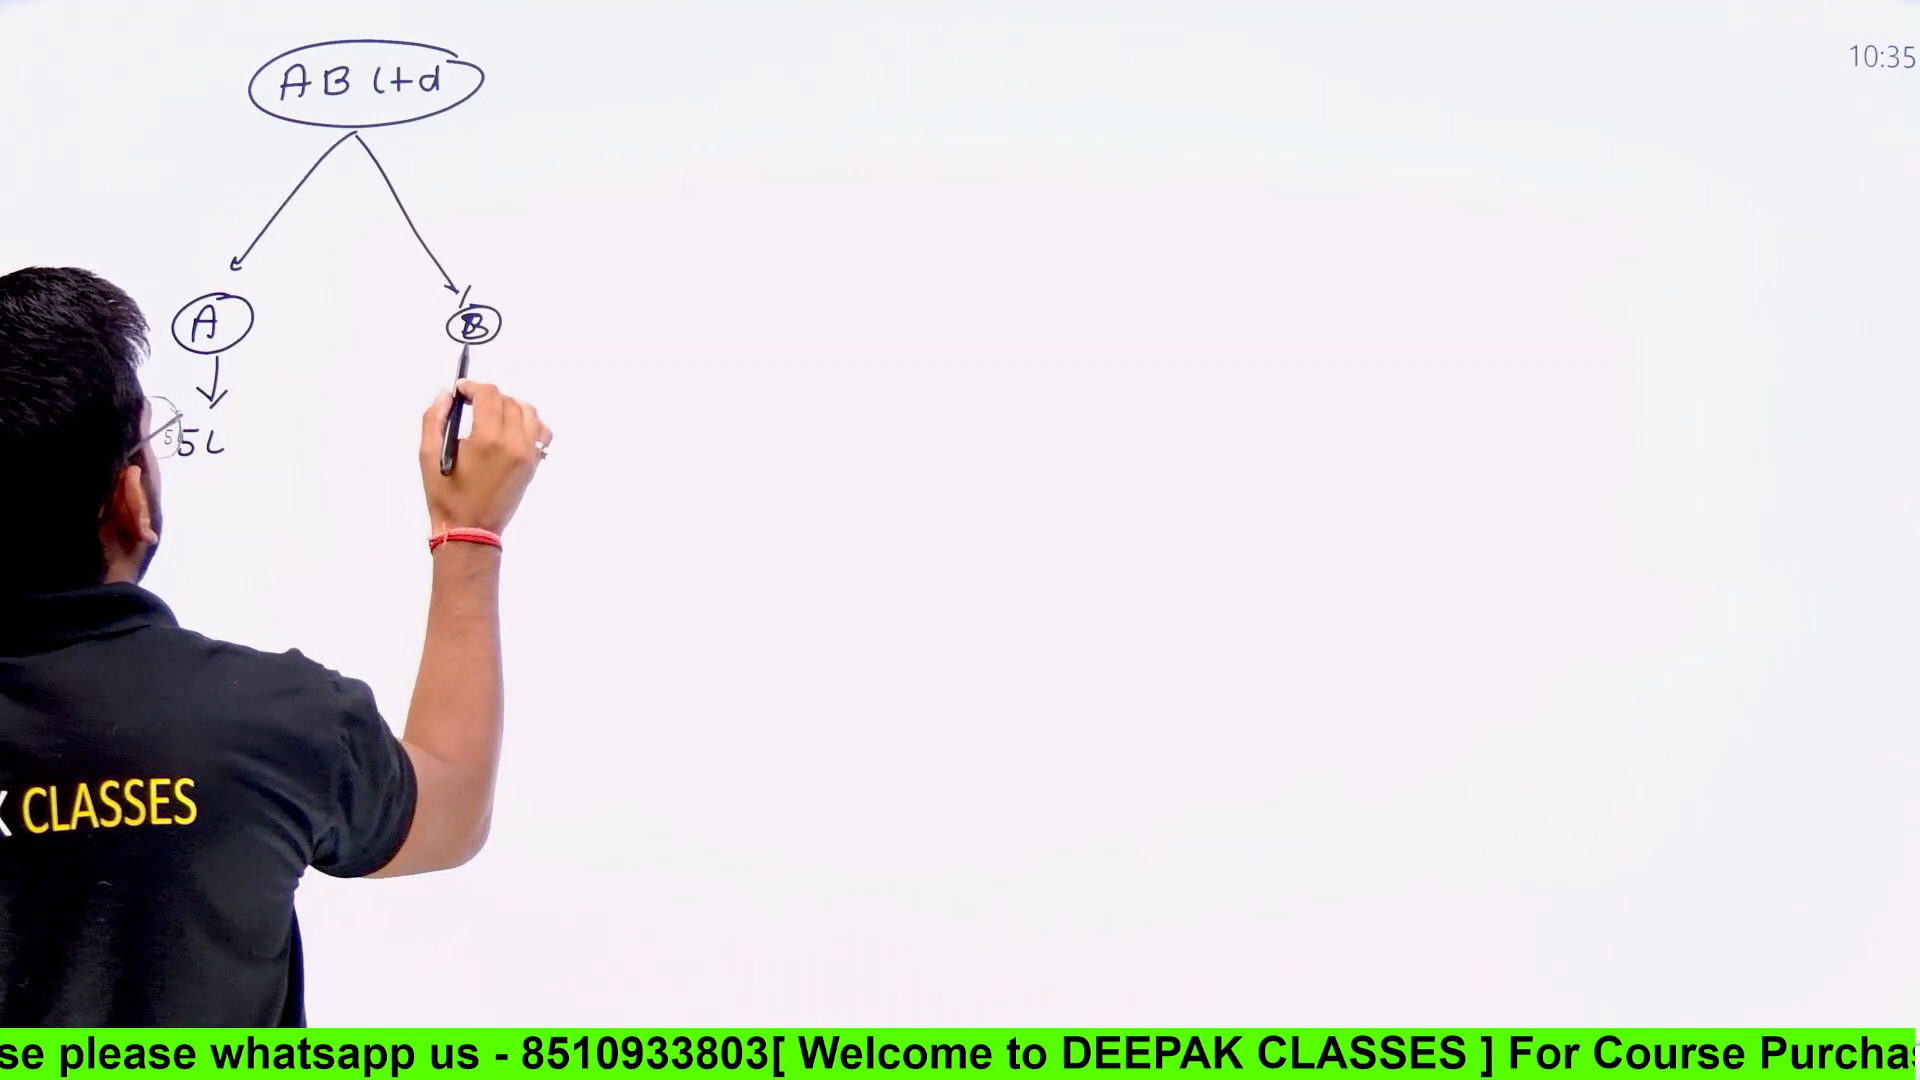 AB Ltd
10:35
A
B
5L
CLASSES
se please whatsapp us - 8510933803[ Welcome to DEEPAK CLASSES ] For Course Purcha